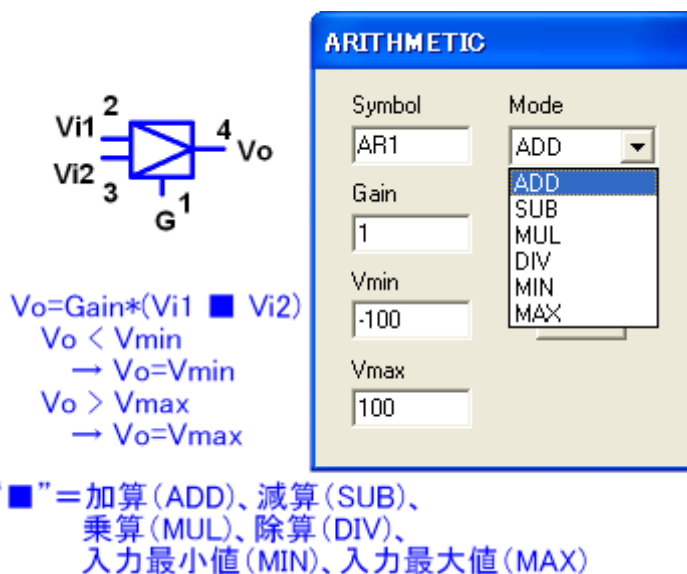 2
Vi1
4
Vo
Vi2
3
1
G
Vo=Gain*(Vi1 ■ Vi2)
Vo < Vmin
→ Vo=Vmin
Vo > Vmax
→ Vo=Vmax
ARITHMETIC
Symbol
AR1
Mode
ADD
ADD
SUB
MUL
DIV
MIN
MAX
Gain
1
Vmin
-100
Vmax
100
"■"=加算(ADD)、減算(SUB)、
乗算(MUL)、除算(DIV)、
入力最小値(MIN)、入力最大値(MAX)